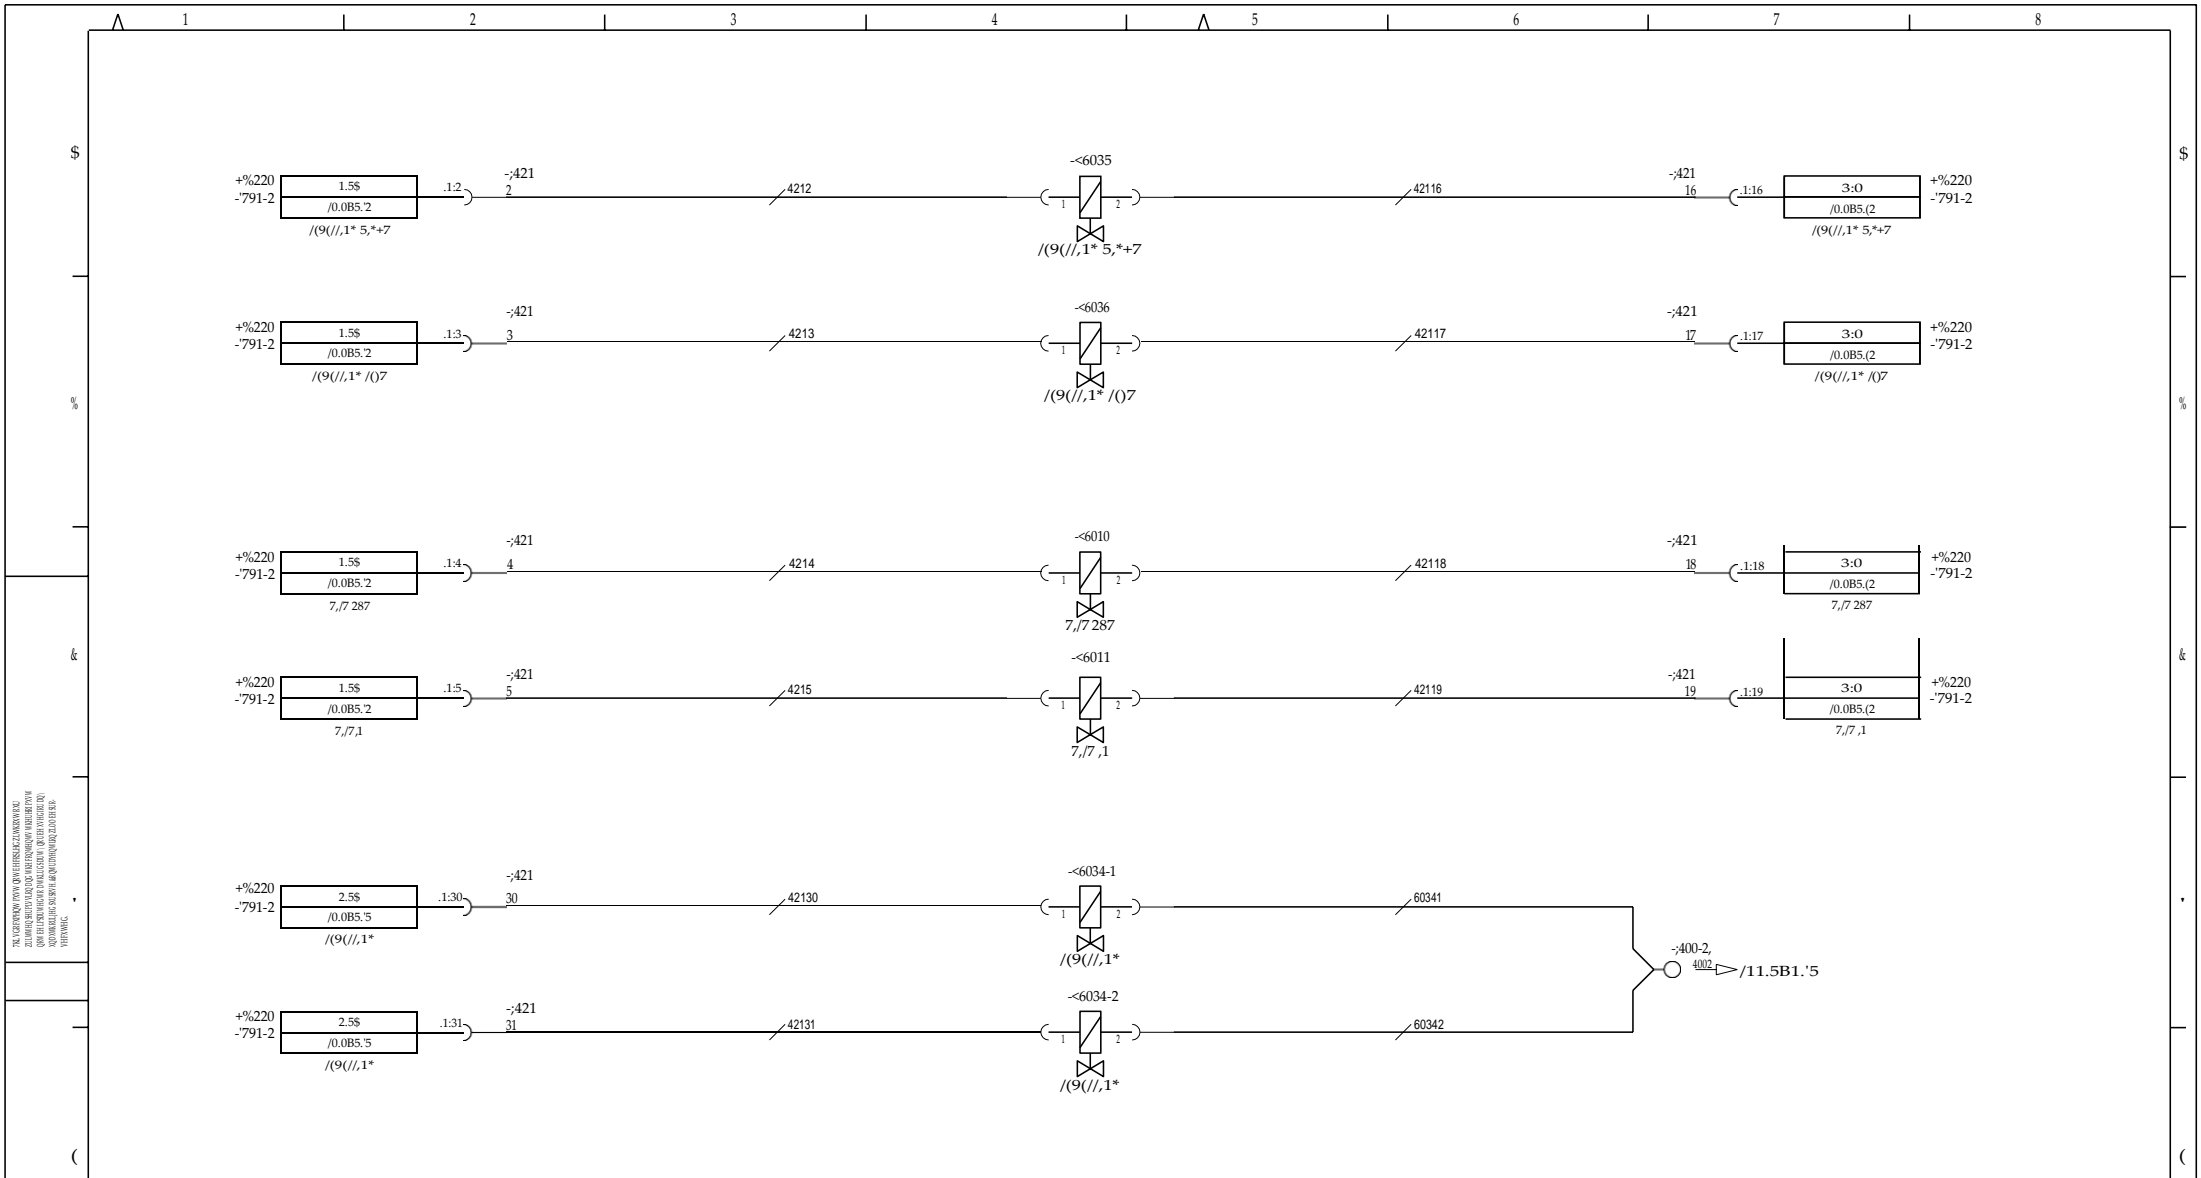 1 2 3 4 5 6 7 8
$ $
-<6035
+%220 1.5$ .1:2 -;421 2 4212 1 2 42116 -;421 16 .1:16 3:0 +%220
-'791-2 /0.0B5.'2 /0.0B5.(2 -'791-2
/(9(//,1* 5,*+7 /(9(//,1* 5,*+7 /(9(//,1* 5,*+7
-<6036
+%220 1.5$ .1:3 -;421 3 4213 1 2 42117 -;421 17 .1:17 3:0 +%220
-'791-2 /0.0B5.'2 /0.0B5.(2 -'791-2
/(9(//,1* /()7 /(9(//,1* /()7 /(9(//,1* /()7
% %
-<6010
+%220 1.5$ .1:4 -;421 4 4214 1 2 42118 -;421 18 .1:18 3:0 +%220
-'791-2 /0.0B5.'2 /0.0B5.(2 -'791-2
7,/7 287 7,/7 287 7,/7 287
& &
-<6011
+%220 1.5$ .1:5 -;421 5 4215 1 2 42119 -;421 19 .1:19 3:0 +%220
-'791-2 /0.0B5.'2 /0.0B5.(2 -'791-2
7,/7,1 7,/7 ,1 7,/7 ,1
-<6034-1
+%220 2.5$ .1:30 -;421 30 42130 1 2 60341
-'791-2 /0.0B5.'5
/(9(//,1* /(9(//,1*
' '
-;400-2,
4002 /11.5B1.'5
-<6034-2
+%220 2.5$ .1:31 -;421 31 42131 1 2 60342
-'791-2 /0.0B5.'5
/(9(//,1* /(9(//,1*
( (